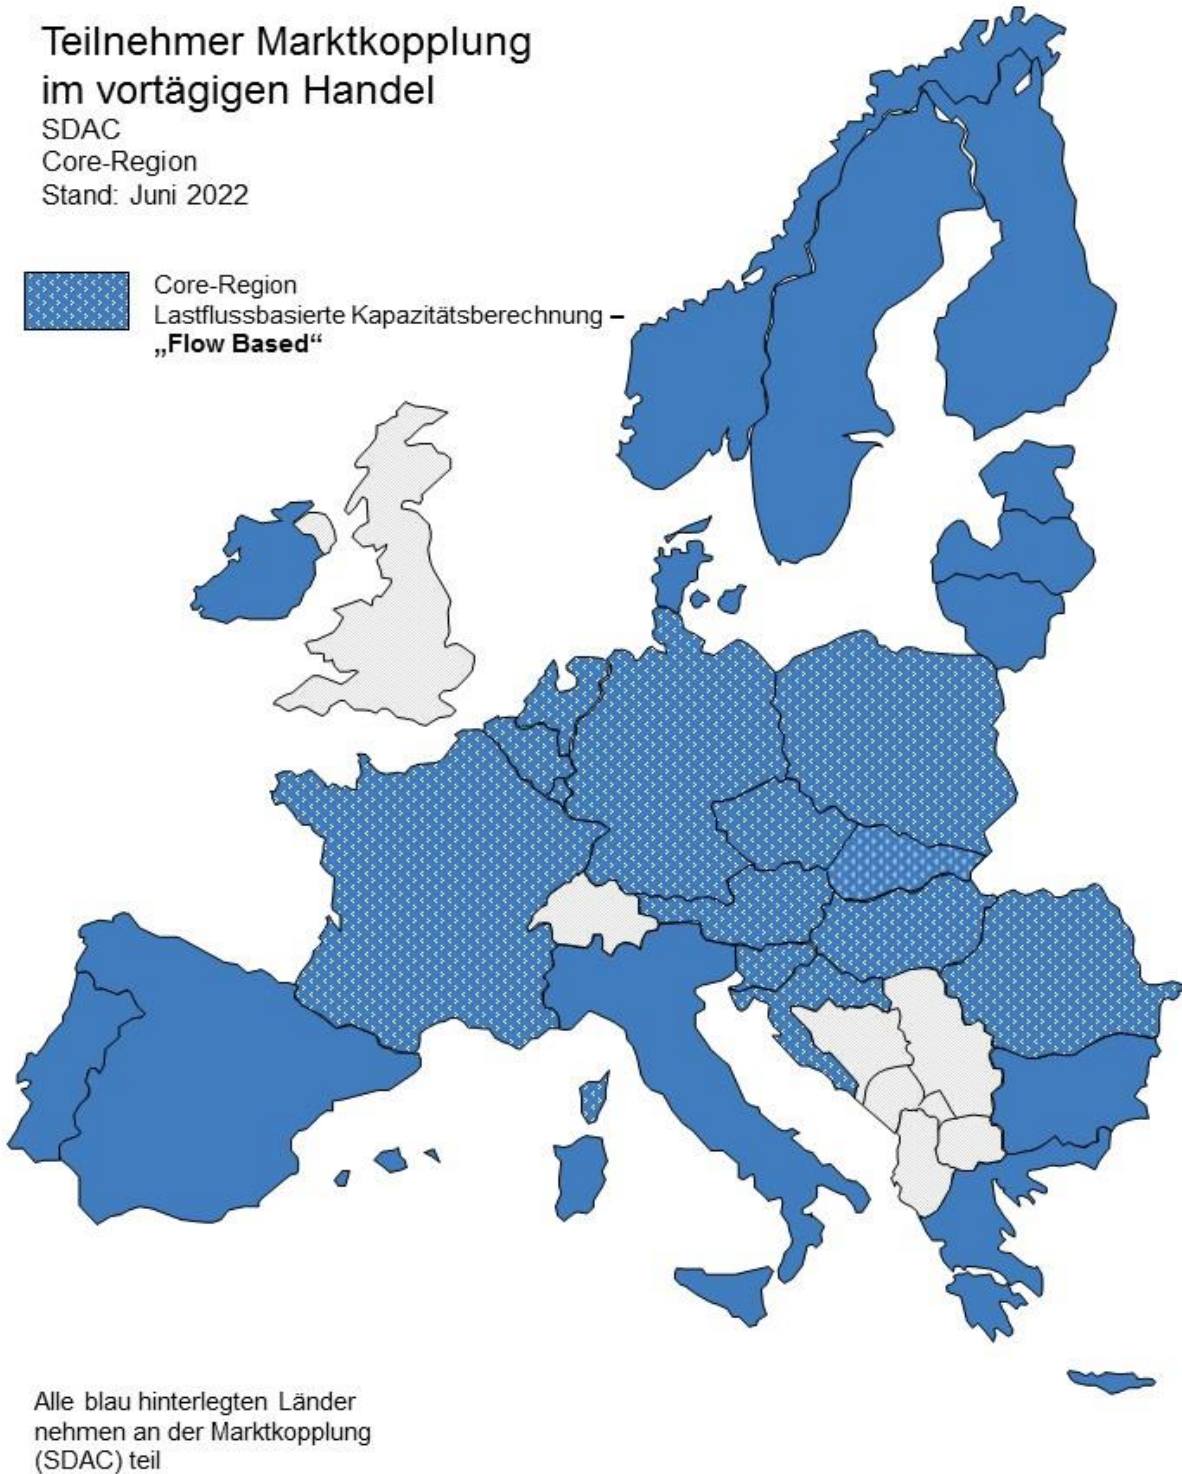 Teilnehmer Marktkopplung
im vortägigen Handel
SDAC
Core-Region
Stand: Juni 2022
Core-Region
Lastflussbasierte Kapazitätsberechnung –
„Flow Based“
Alle blau hinterlegten Länder
nehmen an der Marktkopplung
(SDAC) teil